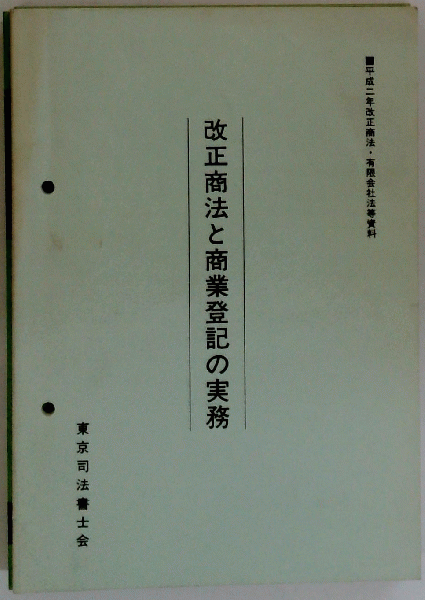 ■平成二年改正商法・有限会社法等資料
改正商法と商業登記の実務
東京司法書士会